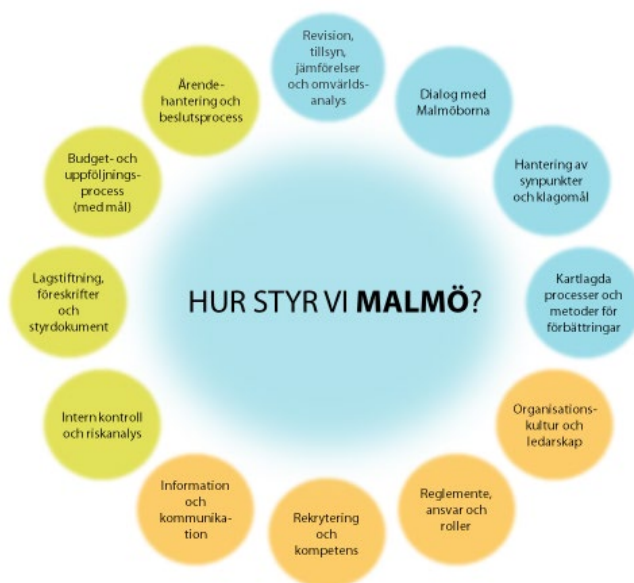 Revision,
tillsyn,
jämförelser
och omvärlds-
analys
Dialog med
Malmöborna
Hantering av
synpunkter
och klagomål
Kartlagda
processer och
metoder för
förbättringar
Organisations-
kultur och
ledarskap
Reglemente,
ansvar och
roller
Rekrytering
och
kompetens
Information
och
kommunika-
tion
Intern kontroll
och riskanalys
Lagstiftning,
föreskrifter
och
styrdokument
Budget- och
uppföljnings-
process
(med mål)
Ärende-
hantering och
beslutsprocess
HUR STYR VI MALMÖ?